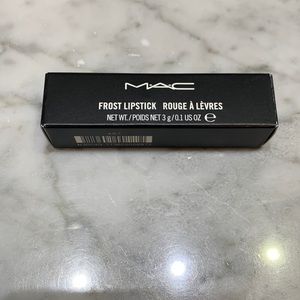 MAC
FROST LIPSTICK ROUGE À LÈVRES
NET WT./POIDS NET 3 g/0.1 US OZ ℮